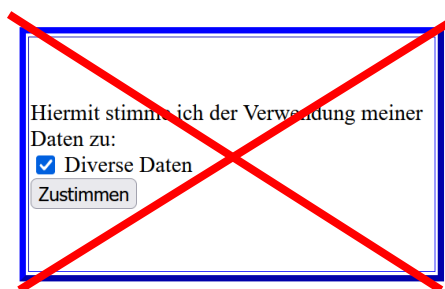 Hiermit stimme ich der Verwendung meiner
Daten zu:
Diverse Daten
Zustimmen